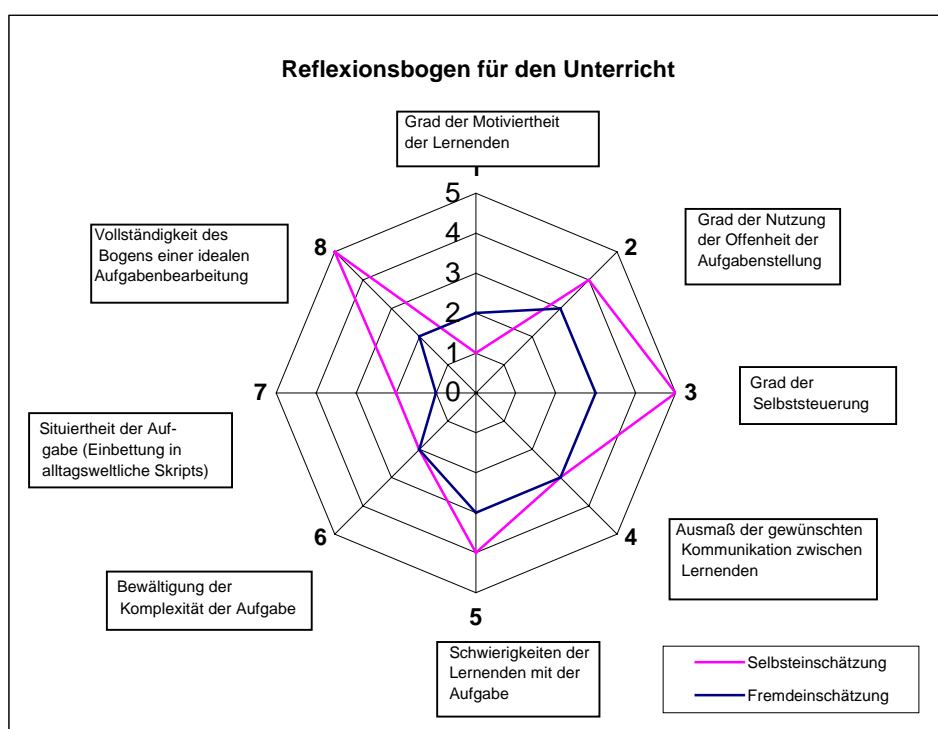 Reflexionsbogen für den Unterricht
Grad der Motiviertheit
der Lernenden
1
5
4
3
2
1
0
8
2
7
3
6
4
5
Vollständigkeit des
Bogens einer idealen
Aufgabenbearbeitung
Grad der Nutzung
der Offenheit der
Aufgabenstellung
Grad der
Selbststeuerung
Situiertheit der Auf-
gabe (Einbettung in
alltagsweltliche Skripts)
Ausmaß der gewünschten
Kommunikation zwischen
Lernenden
Bewältigung der
Komplexität der Aufgabe
Schwierigkeiten der
Lernenden mit der
Aufgabe
Selbsteinschätzung
Fremdeinschätzung